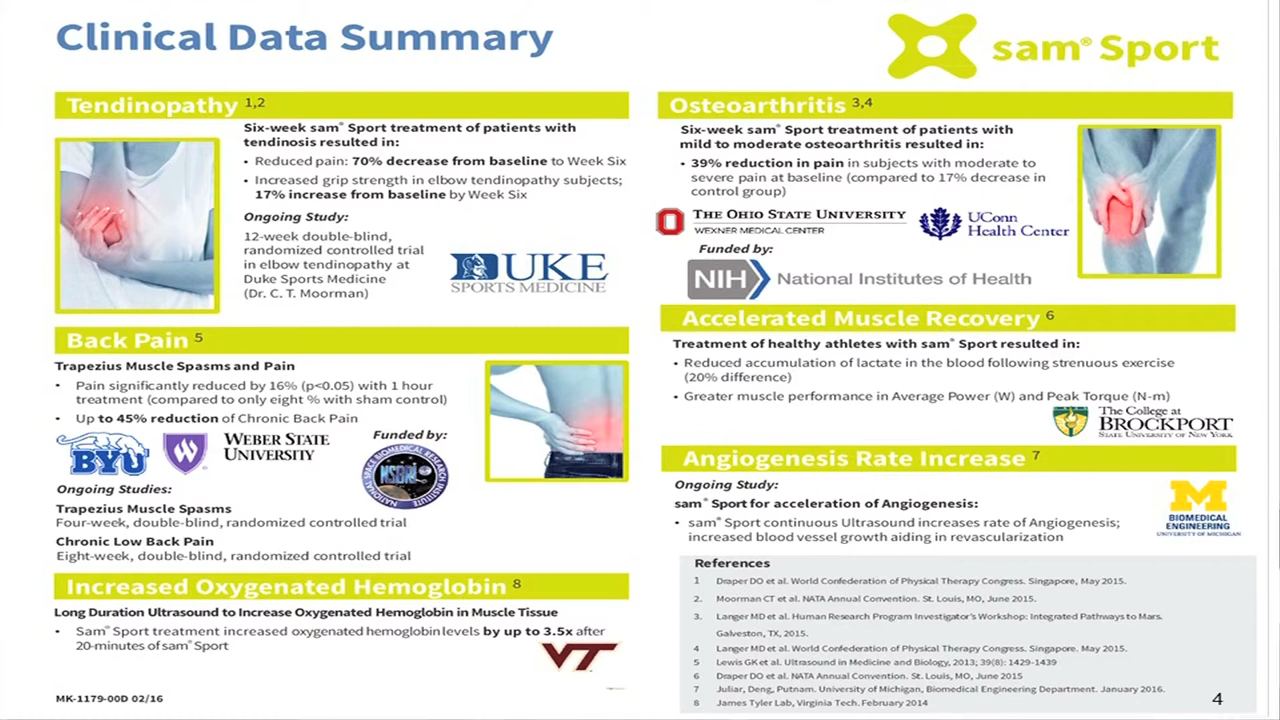 Clinical Data Summary
sam® Sport
Tendinopathy 1,2
Six-week sam® Sport treatment of patients with
tendinosis resulted in:
• Reduced pain: 70% decrease from baseline to Week Six
• Increased grip strength in elbow tendinopathy subjects;
17% increase from baseline by Week Six
Ongoing Study:
12-week double-blind,
randomized controlled trial
in elbow tendinopathy at
Duke Sports Medicine
(Dr. C. T. Moorman)
DUKE
SPORTS MEDICINE
Back Pain 5
Trapezius Muscle Spasms and Pain
• Pain significantly reduced by 16% (p<0.05) with 1 hour
treatment (compared to only eight % with sham control)
• Up to 45% reduction of Chronic Back Pain
BYU
W
WEBER STATE
UNIVERSITY
Funded by:
NATIONAL SPACE BIOMEDICAL RESEARCH INSTITUTE
NSBRI
Ongoing Studies:
Trapezius Muscle Spasms
Four-week, double-blind, randomized controlled trial
Chronic Low Back Pain
Eight-week, double-blind, randomized controlled trial
Increased Oxygenated Hemoglobin 8
Long Duration Ultrasound to Increase Oxygenated Hemoglobin in Muscle Tissue
• Sam® Sport treatment increased oxygenated hemoglobin levels by up to 3.5x after
20-minutes of sam® Sport
VT
MK-1179-00D 02/16
Osteoarthritis 3,4
Six-week sam® Sport treatment of patients with
mild to moderate osteoarthritis resulted in:
• 39% reduction in pain in subjects with moderate to
severe pain at baseline (compared to 17% decrease in
control group)
THE OHIO STATE UNIVERSITY
WEXNER MEDICAL CENTER
UConn
Health Center
Funded by:
NIH National Institutes of Health
Accelerated Muscle Recovery 6
Treatment of healthy athletes with sam® Sport resulted in:
• Reduced accumulation of lactate in the blood following strenuous exercise
(20% difference)
• Greater muscle performance in Average Power (W) and Peak Torque (N-m)
The College at
BROCKPORT
STATE UNIVERSITY OF NEW YORK
Angiogenesis Rate Increase 7
Ongoing Study:
sam® Sport for acceleration of Angiogenesis:
• sam® Sport continuous Ultrasound increases rate of Angiogenesis;
increased blood vessel growth aiding in revascularization
M
BIOMEDICAL
ENGINEERING
UNIVERSITY OF MICHIGAN
References
1 Draper DO et al. World Confederation of Physical Therapy Congress. Singapore, May 2015.
2. Moorman CT et al. NATA Annual Convention. St. Louis, MO, June 2015.
3. Langer MD et al. Human Research Program Investigator's Workshop: Integrated Pathways to Mars.
Galveston, TX, 2015.
4 Langer MD et al. World Confederation of Physical Therapy Congress. Singapore. May 2015.
5 Lewis GK et al. Ultrasound in Medicine and Biology, 2013; 39(8): 1429-1439
6 Draper DO et al. NATA Annual Convention. St. Louis, MO, June 2015
7 Juliar, Deng, Putnam. University of Michigan, Biomedical Engineering Department. January 2016.
8 James Tyler Lab, Virginia Tech. February 2014
4